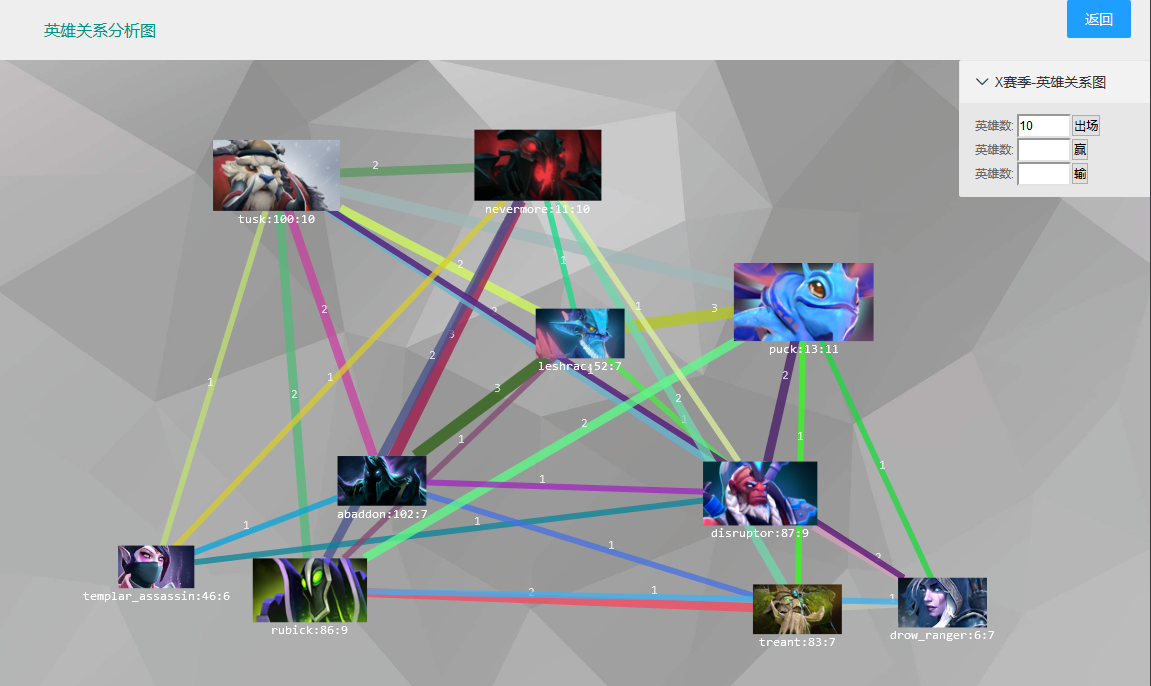 英雄关系分析图
返回
X赛季-英雄关系图
英雄数: 10 出场
英雄数: 赢
英雄数: 输
2
tusk:100:10
nevermore:11:10
1
2
2
1
3
2
2
3
puck:13:11
leshrac:52:7
1
2
1
1
2
3
2
2
1
1
2
1
1
abaddon:102:7
1
1
1
disruptor:87:9
1
2
templar_assassin:46:6
2
1
1
rubick:86:9
treant:83:7
drow_ranger:6:7